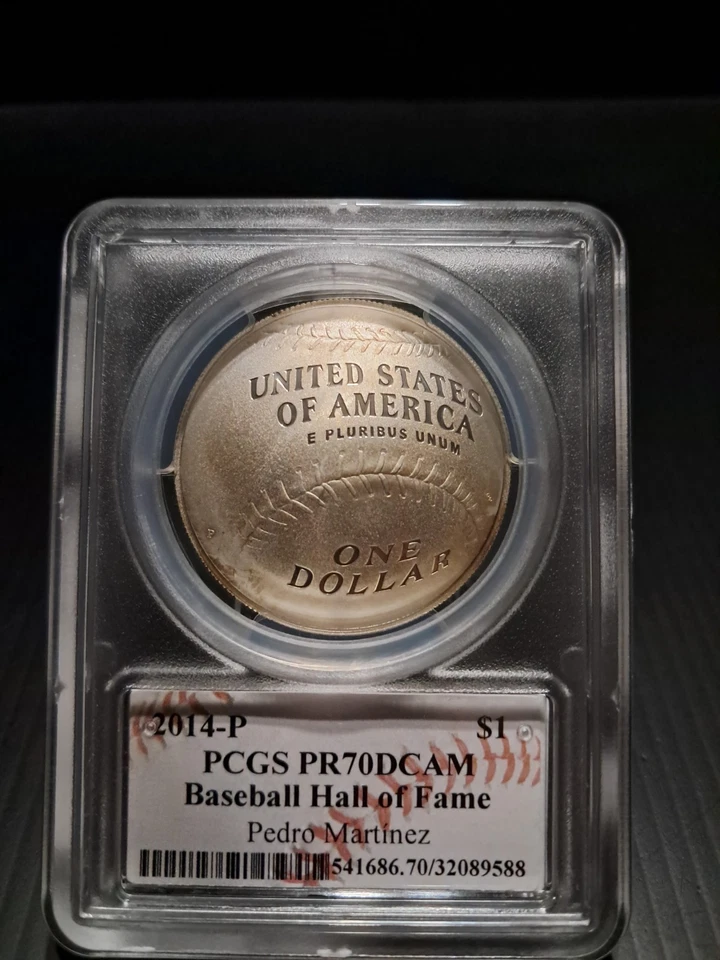 UNITED STATES
OF AMERICA
E PLURIBUS UNUM
P
ONE
DOLLAR
2014-P $1
PCGS PR70DCAM
Baseball Hall of Fame
Pedro Martínez
541686.70/32089588